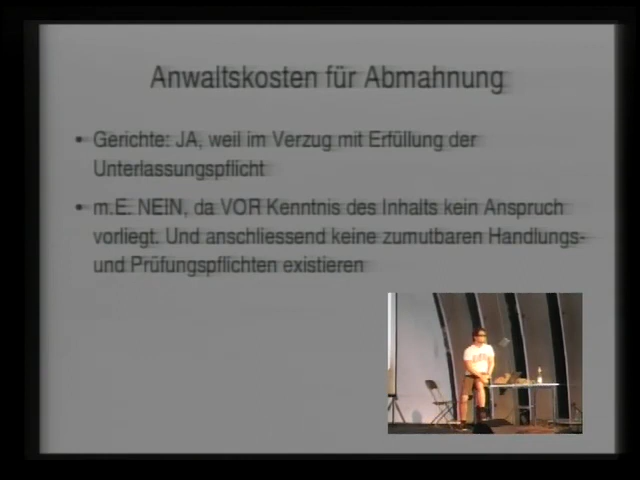 Anwaltskosten für Abmahnung
• Gerichte: JA, weil im Verzug mit Erfüllung der
Unterlassungspflicht
• m.E. NEIN, da VOR Kenntnis des Inhalts kein Anspruch
vorliegt. Und anschliessend keine zumutbaren Handlungs-
und Prüfungspflichten existieren